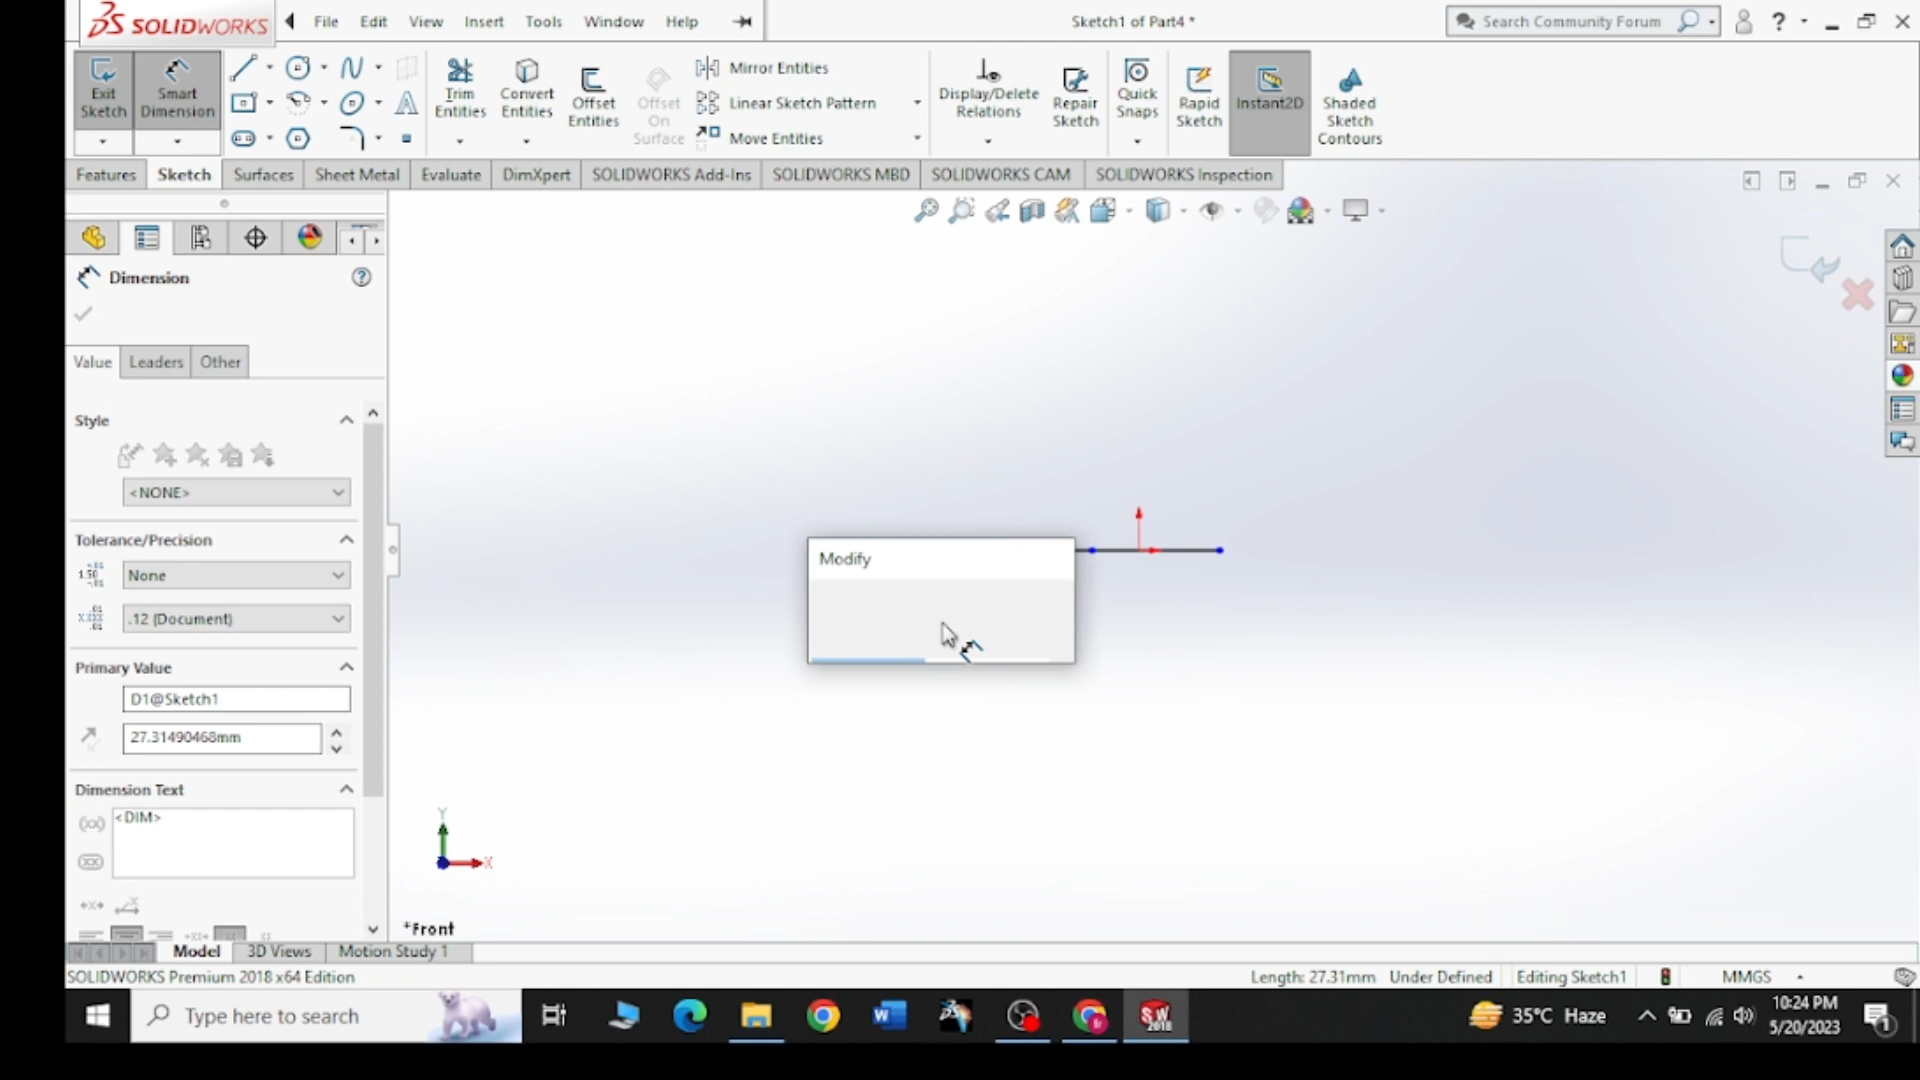 SOLIDWORKS File Edit View Insert Tools Window Help Sketch1 of Part4 * Search Community Forum ?
Exit Sketch
Smart Dimension
Trim Entities
Convert Entities
Offset Entities
Offset On Surface
Mirror Entities
Linear Sketch Pattern
Move Entities
Display/Delete Relations
Repair Sketch
Quick Snaps
Rapid Sketch
Instant2D
Shaded Sketch Contours
Features Sketch Surfaces Sheet Metal Evaluate DimXpert SOLIDWORKS Add-Ins SOLIDWORKS MBD SOLIDWORKS CAM SOLIDWORKS Inspection
Dimension
Value Leaders Other
Style
<NONE>
Tolerance/Precision
None
.12 (Document)
Primary Value
D1@Sketch1
27.31490468mm
Dimension Text
<DIM>
Modify
Y
X
*Front
Model 3D Views Motion Study 1
SOLIDWORKS Premium 2018 x64 Edition Length: 27.31mm Under Defined Editing Sketch1 MMGS
Type here to search 35°C Haze 10:24 PM
5/20/2023